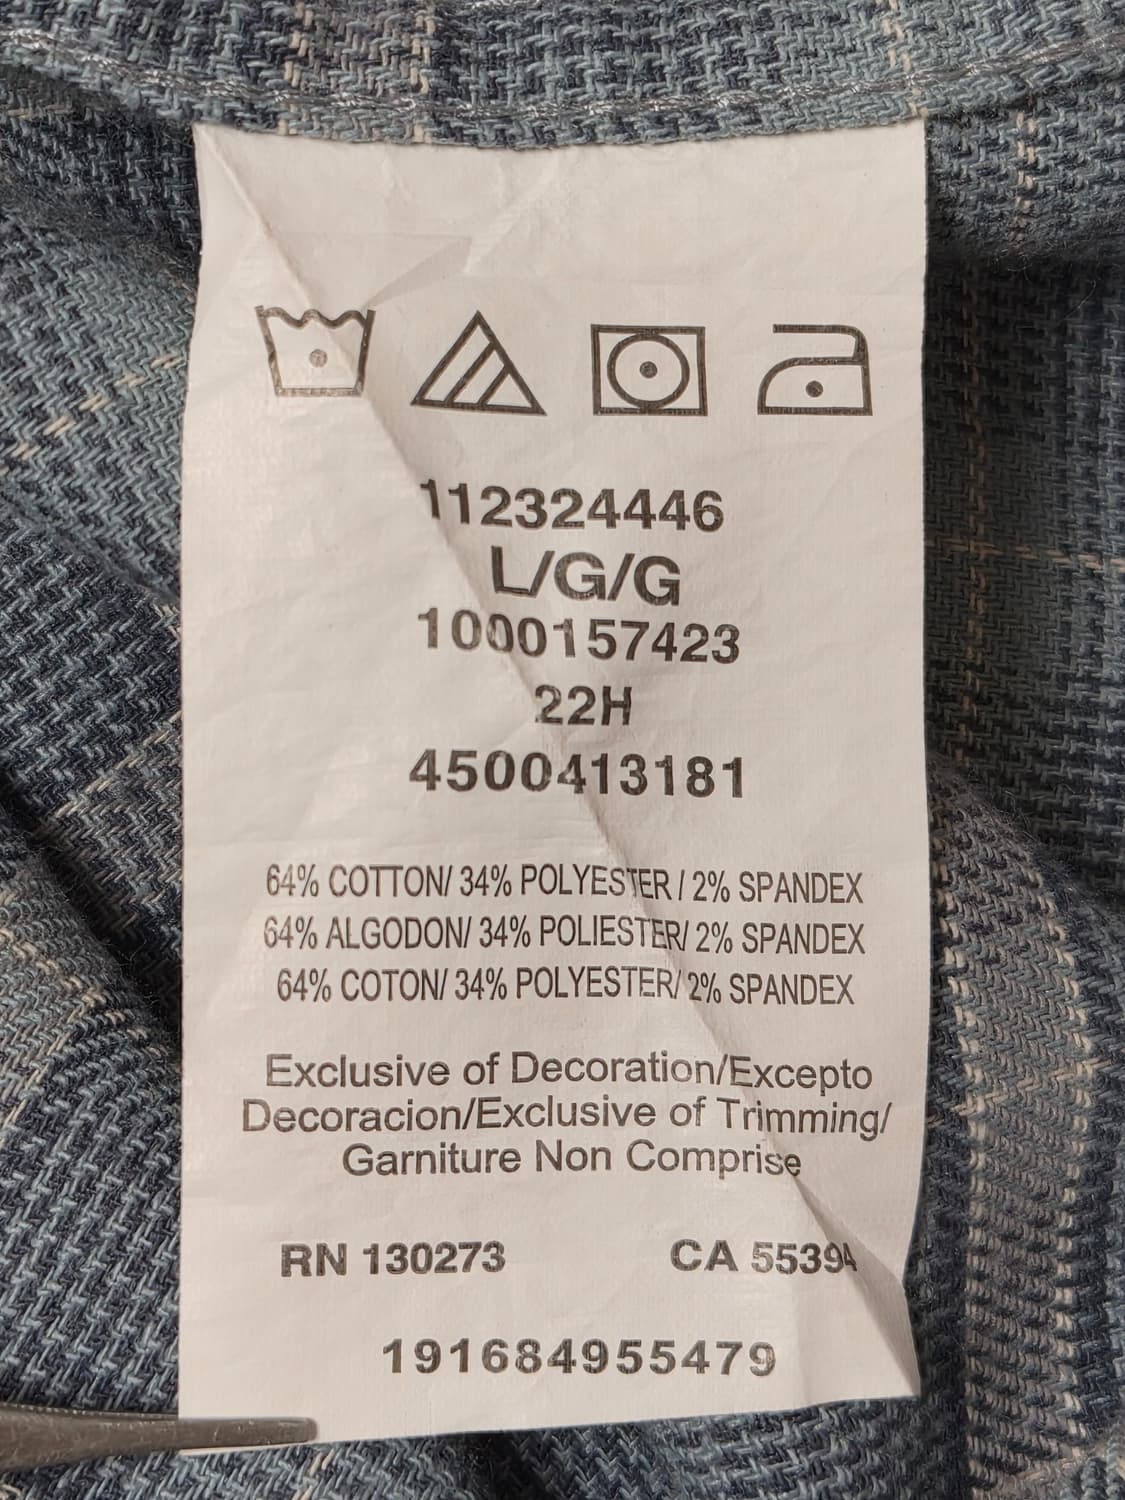 112324446
L/G/G
1000157423
22H
4500413181
64% COTTON/ 34% POLYESTER / 2% SPANDEX
64% ALGODON/ 34% POLIESTER/ 2% SPANDEX
64% COTON/ 34% POLYESTER/ 2% SPANDEX
Exclusive of Decoration/Excepto
Decoracion/Exclusive of Trimming/
Garniture Non Comprise
RN 130273 CA 55394
191684955479